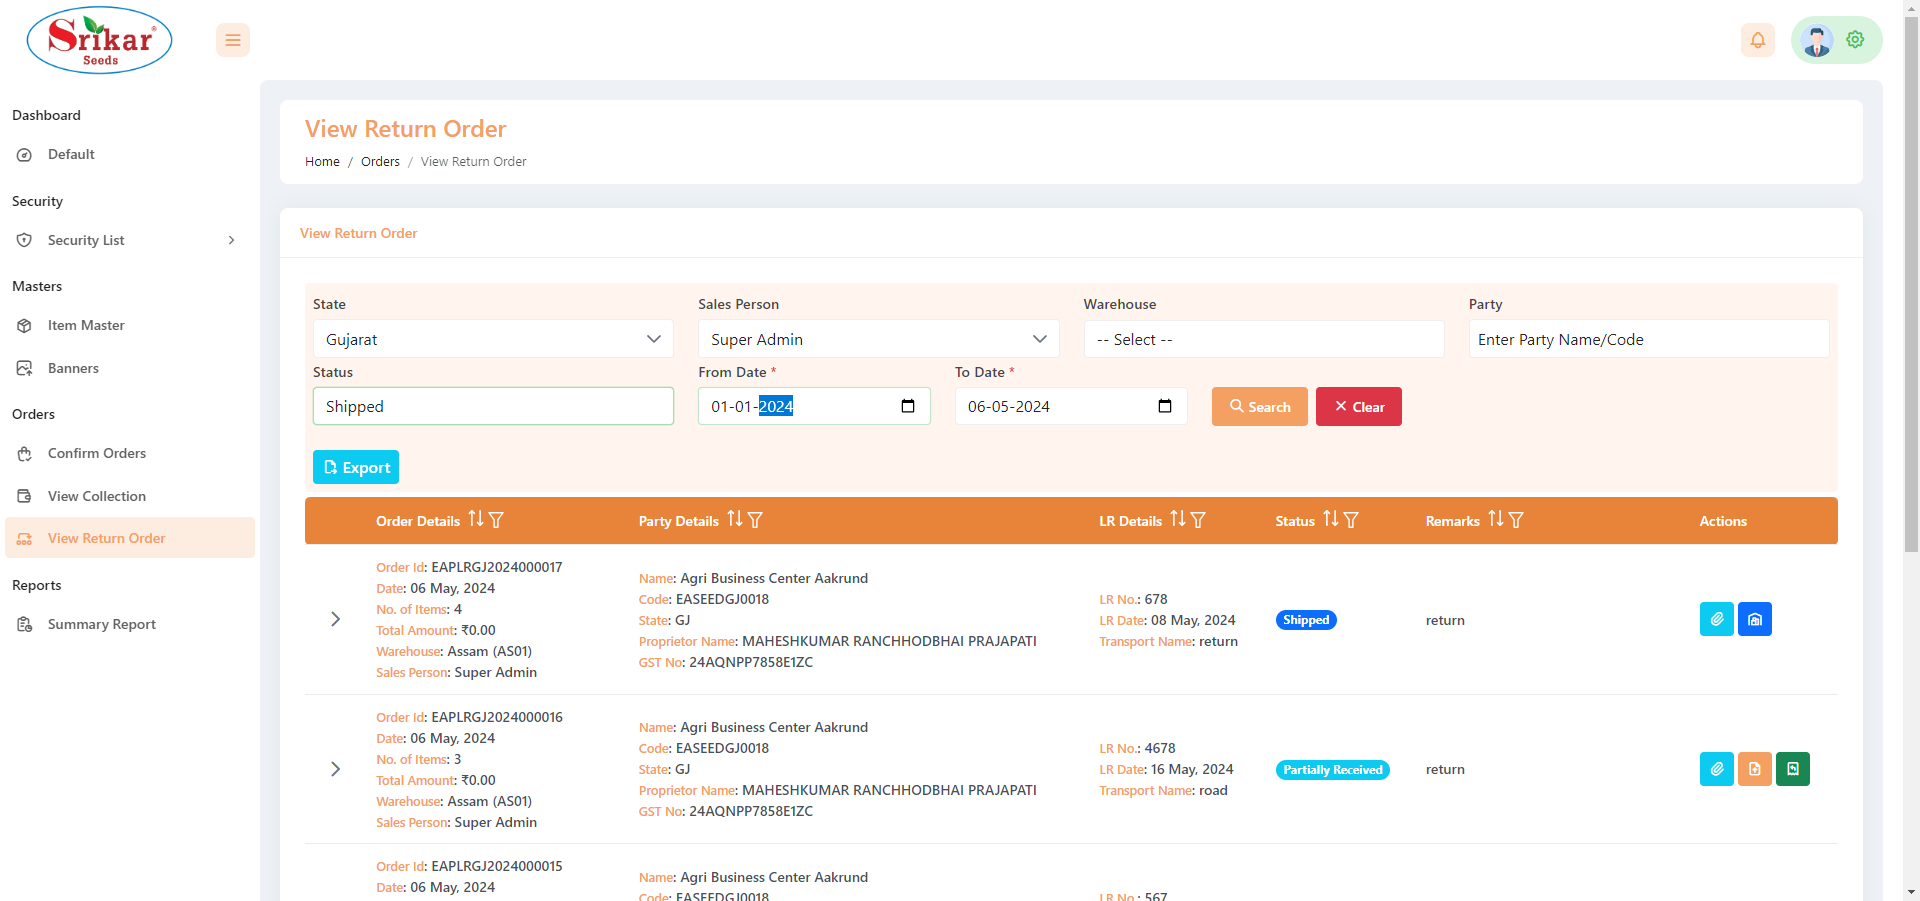 Srikar®
Seeds
Dashboard
Default
Security
Security List
Masters
Item Master
Banners
Orders
Confirm Orders
View Collection
View Return Order
Reports
Summary Report
View Return Order
Home / Orders / View Return Order
View Return Order
State
Gujarat
Sales Person
Super Admin
Warehouse
-- Select --
Party
Enter Party Name/Code
Status
Shipped
From Date *
01-01-2024
To Date *
06-05-2024
Search
Clear
Export
Order Details Party Details LR Details Status Remarks Actions
Order Id: EAPLRGJ2024000017
Date: 06 May, 2024
No. of Items: 4
Total Amount: ₹0.00
Warehouse: Assam (AS01)
Sales Person: Super Admin
Name: Agri Business Center Aakrund
Code: EASEEDGJ0018
State: GJ
Proprietor Name: MAHESHKUMAR RANCHHODBHAI PRAJAPATI
GST No: 24AQNPP7858E1ZC
LR No.: 678
LR Date: 08 May, 2024
Transport Name: return
Shipped
return
Order Id: EAPLRGJ2024000016
Date: 06 May, 2024
No. of Items: 3
Total Amount: ₹0.00
Warehouse: Assam (AS01)
Sales Person: Super Admin
Name: Agri Business Center Aakrund
Code: EASEEDGJ0018
State: GJ
Proprietor Name: MAHESHKUMAR RANCHHODBHAI PRAJAPATI
GST No: 24AQNPP7858E1ZC
LR No.: 4678
LR Date: 16 May, 2024
Transport Name: road
Partially Received
return
Order Id: EAPLRGJ2024000015
Date: 06 May, 2024
Name: Agri Business Center Aakrund
Code: EASEEDGJ0018
LR No.: 567